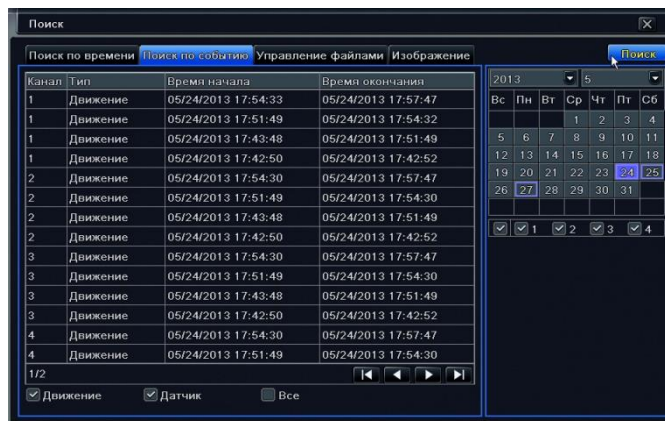 Поиск
Поиск по времени Поиск по событию Управление файлами Изображение Поиск
Канал Тип Время начала Время окончания
1 Движение 05/24/2013 17:54:33 05/24/2013 17:57:47
1 Движение 05/24/2013 17:51:49 05/24/2013 17:54:32
1 Движение 05/24/2013 17:43:48 05/24/2013 17:51:49
1 Движение 05/24/2013 17:42:50 05/24/2013 17:42:52
2 Движение 05/24/2013 17:54:30 05/24/2013 17:57:47
2 Движение 05/24/2013 17:51:49 05/24/2013 17:54:30
2 Движение 05/24/2013 17:43:48 05/24/2013 17:51:49
2 Движение 05/24/2013 17:42:50 05/24/2013 17:42:52
3 Движение 05/24/2013 17:54:30 05/24/2013 17:57:47
3 Движение 05/24/2013 17:51:49 05/24/2013 17:54:30
3 Движение 05/24/2013 17:43:48 05/24/2013 17:51:49
3 Движение 05/24/2013 17:42:50 05/24/2013 17:42:52
4 Движение 05/24/2013 17:54:30 05/24/2013 17:57:47
4 Движение 05/24/2013 17:51:49 05/24/2013 17:54:30
1/2
Движение Датчик Все
2013 5
Вс Пн Вт Ср Чт Пт Сб
1 2 3 4
5 6 7 8 9 10 11
12 13 14 15 16 17 18
19 20 21 22 23 24 25
26 27 28 29 30 31
1 2 3 4